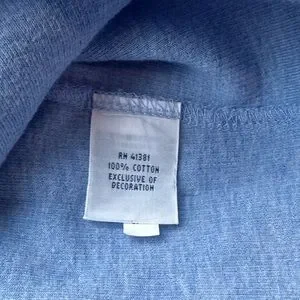 RN 41381
100% COTTON
EXCLUSIVE OF
DECORATION